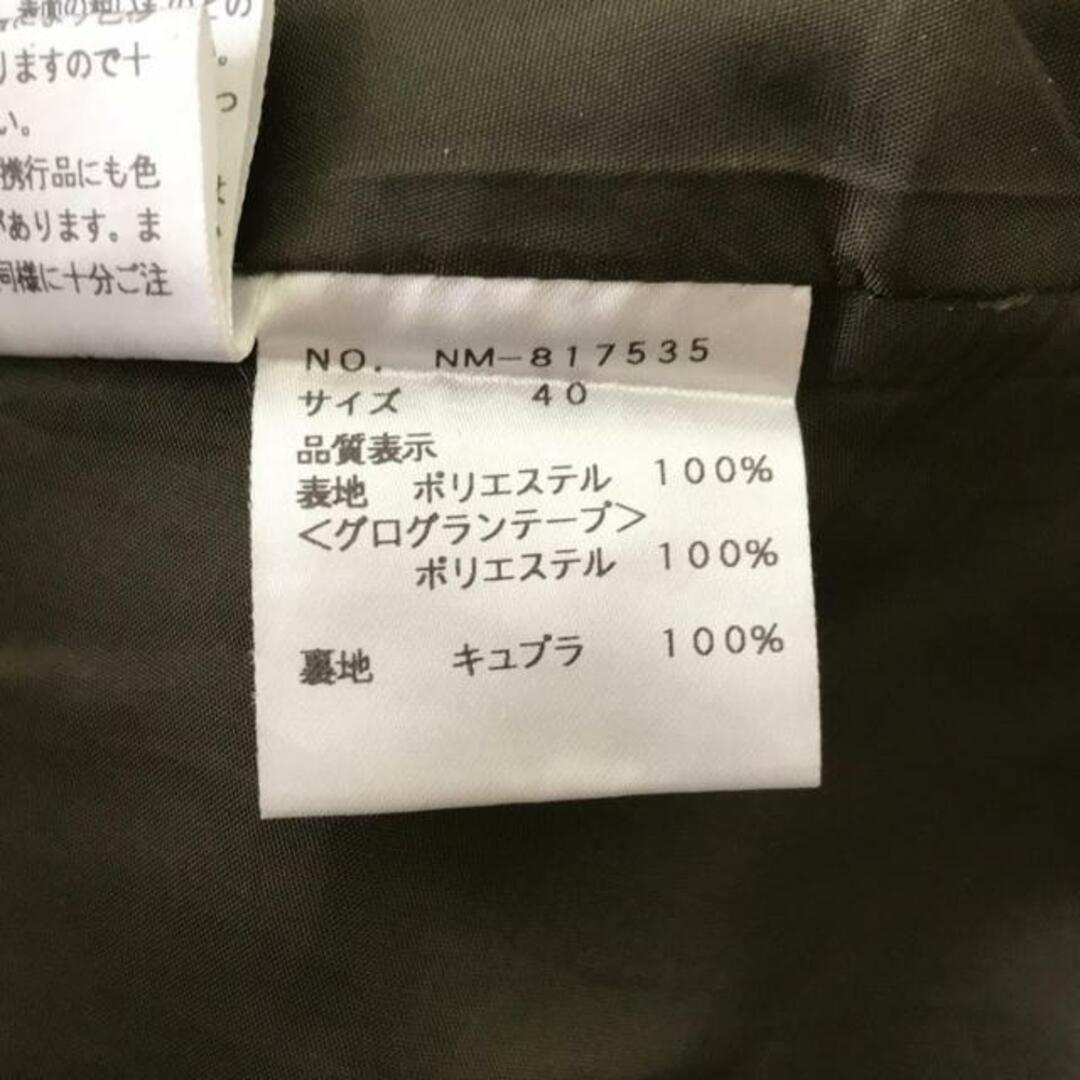 りますので十
い。
携行品にも色
があります。ま
同様に十分ご注
NO. NM-817535
サイズ 40
品質表示
表地 ポリエステル 100%
<グログランテープ>
ポリエステル 100%
裏地 キュプラ 100%